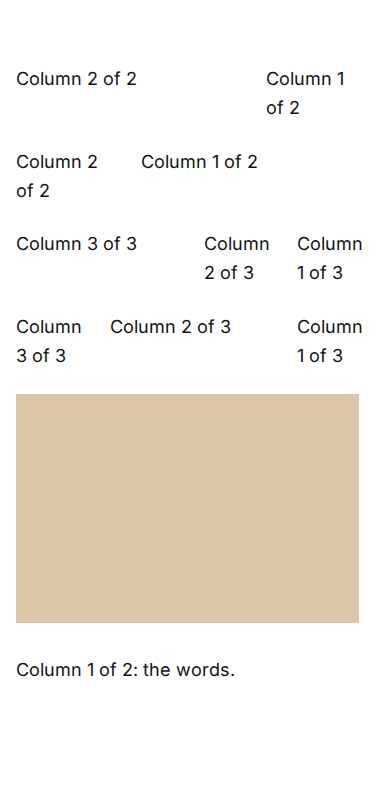 Column 2 of 2
Column 1
of 2
Column 2
of 2
Column 1 of 2
Column 3 of 3
Column
2 of 3
Column
1 of 3
Column
3 of 3
Column 2 of 3
Column
1 of 3
Column 1 of 2: the words.